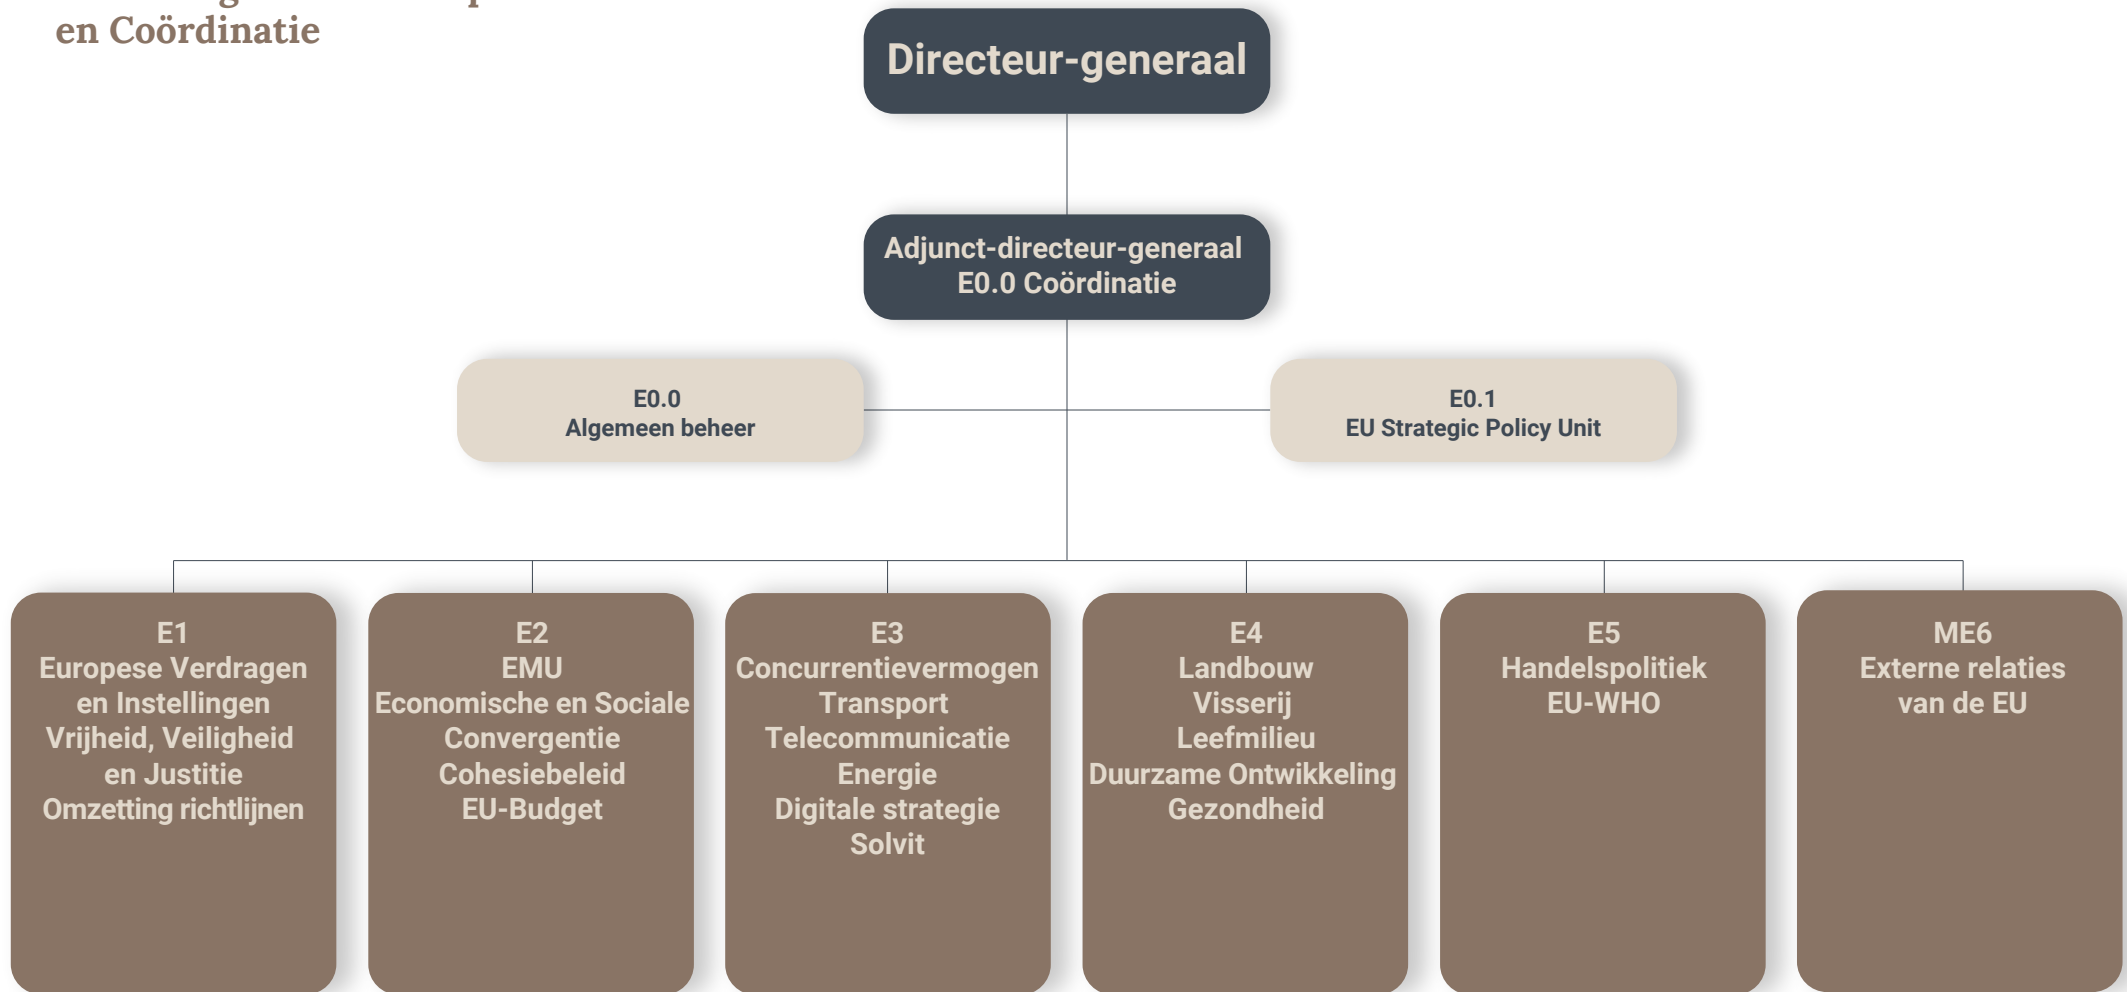 en Coördinatie
Directeur-generaal
Adjunct-directeur-generaal
E0.0 Coördinatie
E0.0
Algemeen beheer
E0.1
EU Strategic Policy Unit
E1
Europese Verdragen
en Instellingen
Vrijheid, Veiligheid
en Justitie
Omzetting richtlijnen
E2
EMU
Economische en Sociale
Convergentie
Cohesiebeleid
EU-Budget
E3
Concurrentievermogen
Transport
Telecommunicatie
Energie
Digitale strategie
Solvit
E4
Landbouw
Visserij
Leefmilieu
Duurzame Ontwikkeling
Gezondheid
E5
Handelspolitiek
EU-WHO
ME6
Externe relaties
van de EU